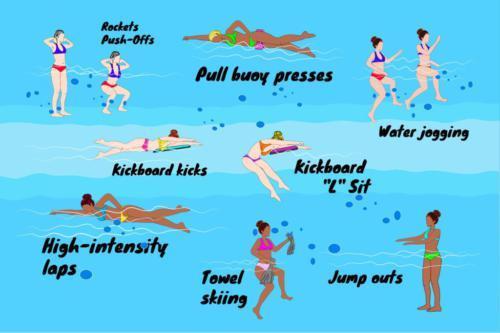 Rockets
Push-Offs
Pull buoy presses
Water jogging
Kickboard kicks
Kickboard
"L" Sit
High-intensity
laps
Towel
skiing
Jump outs